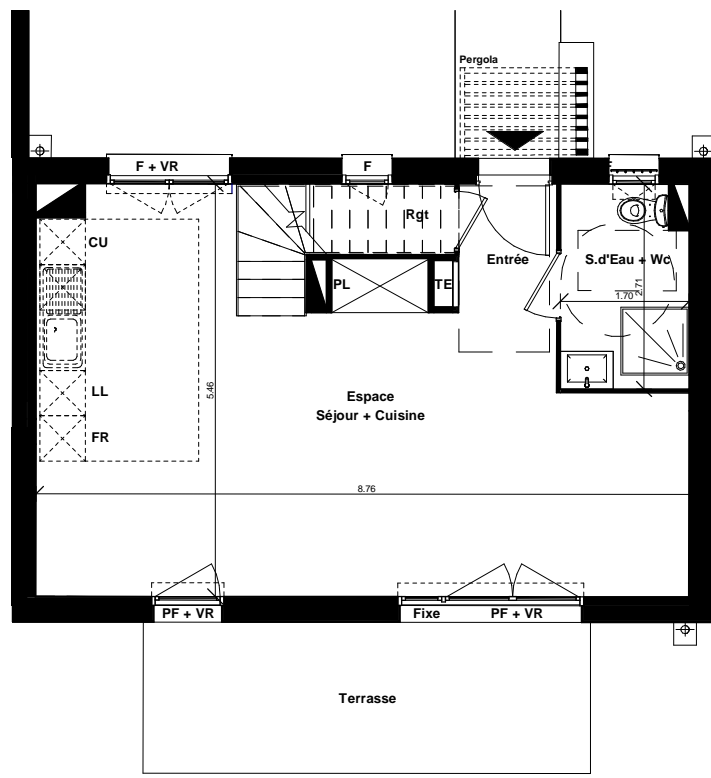 Pergola
F + VR
F
Rgt
CU
Entrée
S.d'Eau + Wc
PL
TE
1.70
2.71
LL
Espace
Séjour + Cuisine
5.46
FR
8.76
PF + VR
Fixe
PF + VR
Terrasse